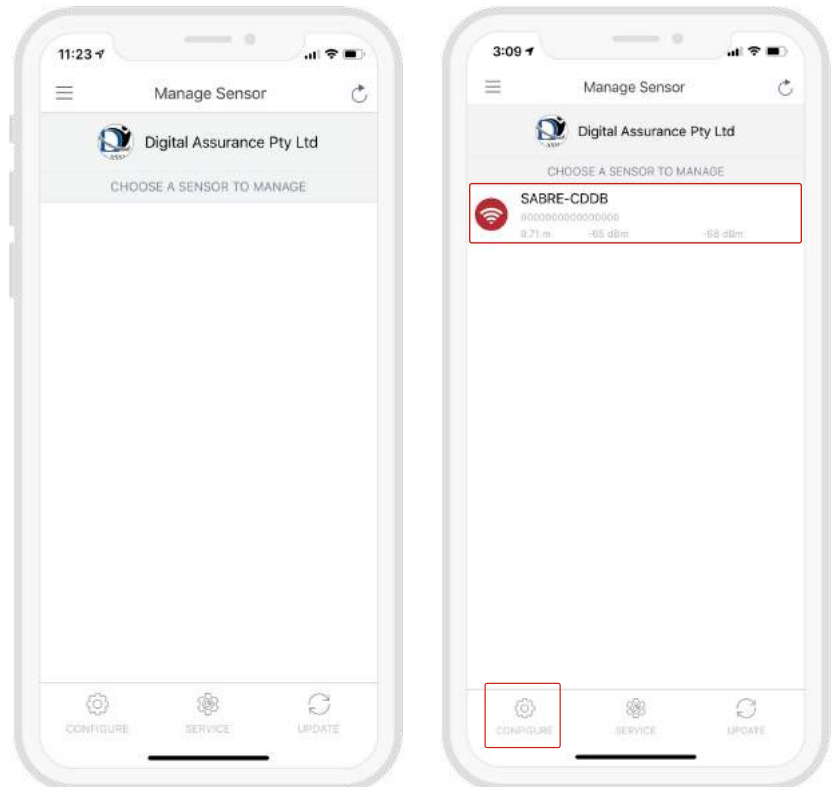 11:23
Manage Sensor
Digital Assurance Pty Ltd
CHOOSE A SENSOR TO MANAGE
CONFIGURE
SERVICE
UPDATE
3:09
Manage Sensor
Digital Assurance Pty Ltd
CHOOSE A SENSOR TO MANAGE
SABRE-CDDB
0000000000000000
0.71 m -65 dBm -68 dBm
CONFIGURE
SERVICE
UPDATE